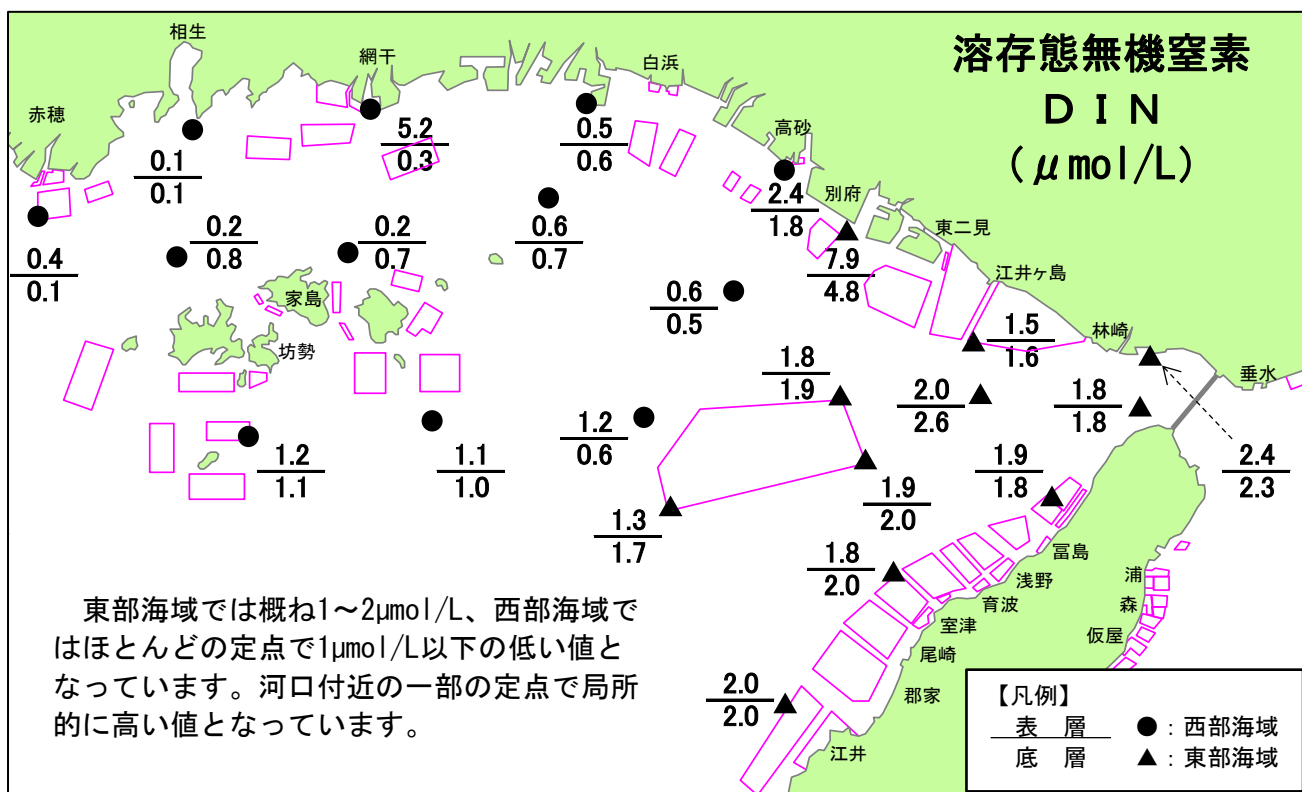 溶存態無機窒素
DIN
(μmol/L)
相生
網干
白浜
赤穂
高砂
別府
東二見
江井ヶ島
林崎
垂水
家島
坊勢
0.1
0.1
5.2
0.3
0.5
0.6
2.4
1.8
0.4
0.1
0.2
0.8
0.2
0.7
0.6
0.7
7.9
4.8
0.6
0.5
1.5
1.6
1.8
1.9
2.0
2.6
1.8
1.8
1.2
1.1
1.1
1.0
1.2
0.6
1.9
1.8
2.4
2.3
1.9
2.0
1.3
1.7
1.8
2.0
2.0
2.0
冨島
浅野
育波
室津
尾崎
郡家
江井
浦
森
仮屋
東部海域では概ね1～2μmol/L、西部海域で
はほとんどの定点で1μmol/L以下の低い値と
なっています。河口付近の一部の定点で局所
的に高い値となっています。
【凡例】
表 層 ●：西部海域
底 層 ▲：東部海域